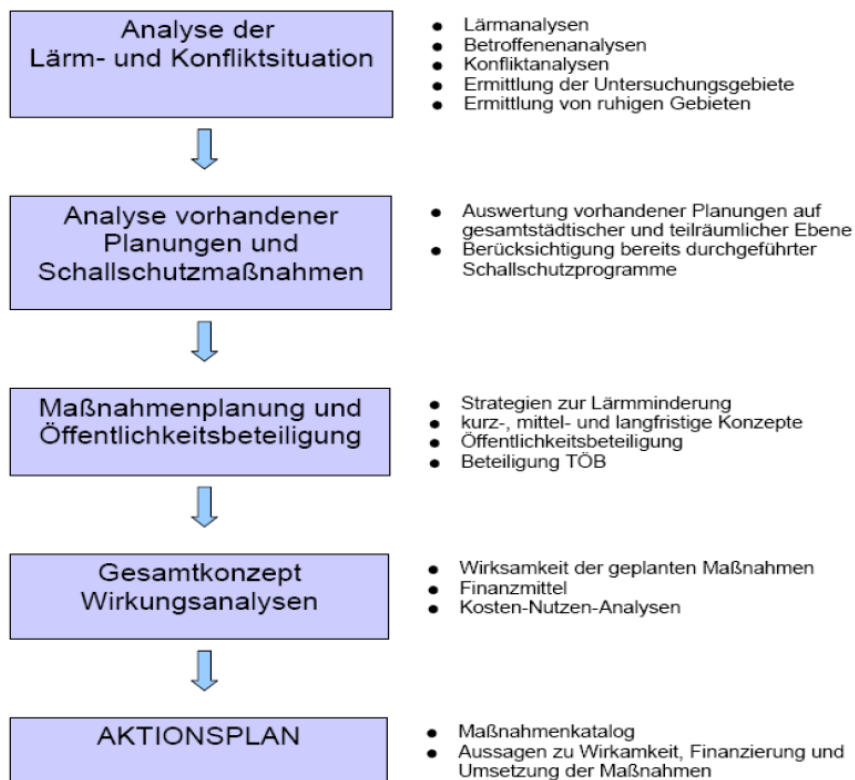 Analyse der
Lärm- und Konfliktsituation
● Lärmanalysen
● Betroffenenanalysen
● Konfliktanalysen
● Ermittlung der Untersuchungsgebiete
● Ermittlung von ruhigen Gebieten
Analyse vorhandener
Planungen und
Schallschutzmaßnahmen
● Auswertung vorhandener Planungen auf
gesamtstädtischer und teilräumlicher Ebene
● Berücksichtigung bereits durchgeführter
Schallschutzprogramme
Maßnahmenplanung und
Öffentlichkeitsbeteiligung
● Strategien zur Lärmminderung
● kurz-, mittel- und langfristige Konzepte
● Öffentlichkeitsbeteiligung
● Beteiligung TÖB
Gesamtkonzept
Wirkungsanalysen
● Wirksamkeit der geplanten Maßnahmen
● Finanzmittel
● Kosten-Nutzen-Analysen
AKTIONSPLAN
● Maßnahmenkatalog
● Aussagen zu Wirkamkeit, Finanzierung und
Umsetzung der Maßnahmen